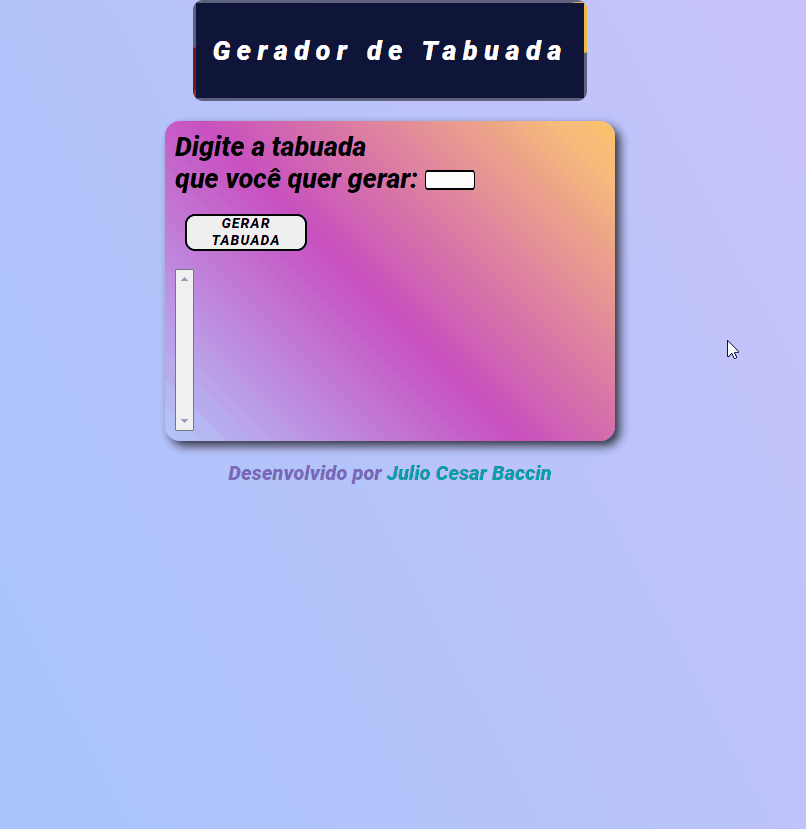 Gerador de Tabuada
Digite a tabuada
que você quer gerar:
GERAR
TABUADA
Desenvolvido por Julio Cesar Baccin